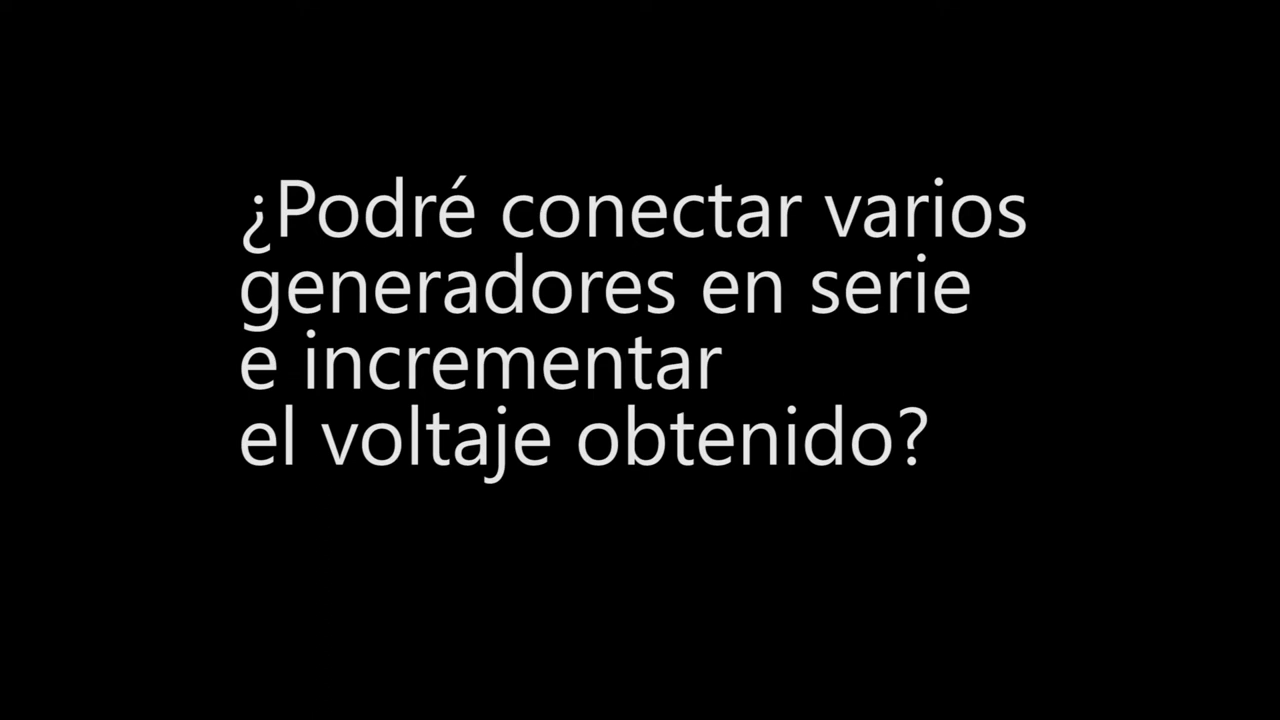 ¿Podré conectar varios
generadores en serie
e incrementar
el voltaje obtenido?